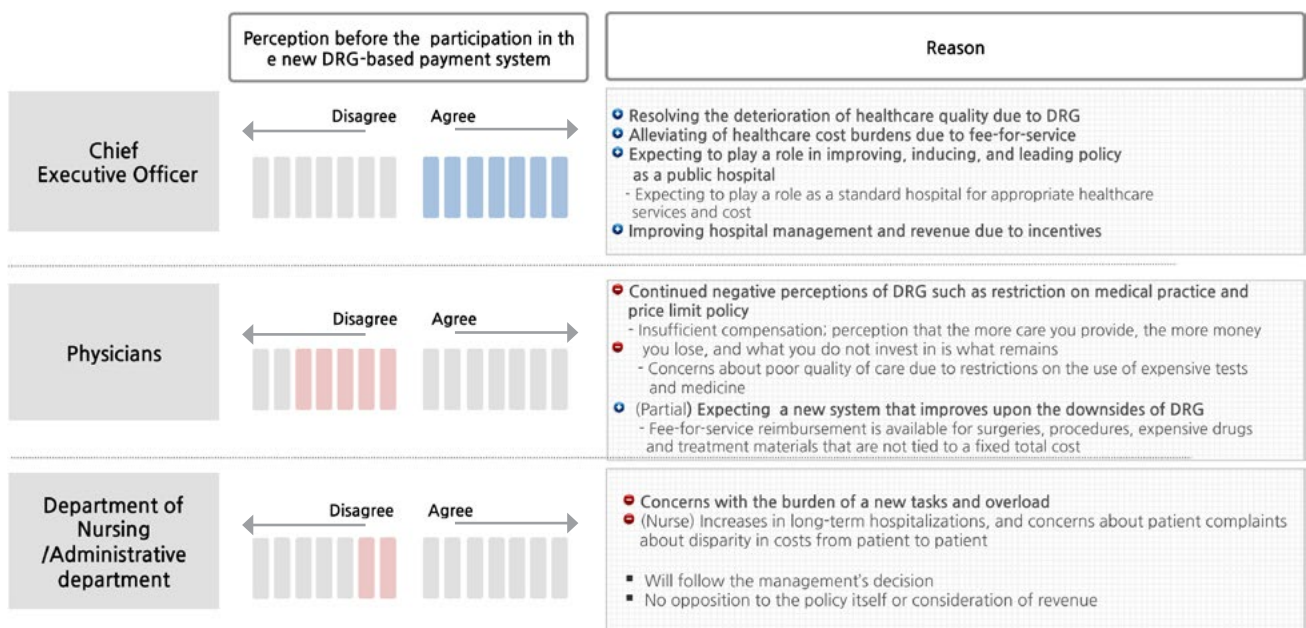 Perception before the participation in th
e new DRG-based payment system
Reason
Chief
Executive Officer
Disagree Agree
Resolving the deterioration of healthcare quality due to DRG
Alleviating of healthcare cost burdens due to fee-for-service
Expecting to play a role in improving, inducing, and leading policy
as a public hospital
- Expecting to play a role as a standard hospital for appropriate healthcare
services and cost
Improving hospital management and revenue due to incentives
Physicians
Disagree Agree
Continued negative perceptions of DRG such as restriction on medical practice and
price limit policy
- Insufficient compensation; perception that the more care you provide, the more money
you lose, and what you do not invest in is what remains
- Concerns about poor quality of care due to restrictions on the use of expensive tests
and medicine
(Partial) Expecting a new system that improves upon the downsides of DRG
- Fee-for-service reimbursement is available for surgeries, procedures, expensive drugs
and treatment materials that are not tied to a fixed total cost
Department of
Nursing
/Administrative
department
Disagree Agree
Concerns with the burden of a new tasks and overload
(Nurse) Increases in long-term hospitalizations, and concerns about patient complaints
about disparity in costs from patient to patient
▪ Will follow the management's decision
▪ No opposition to the policy itself or consideration of revenue